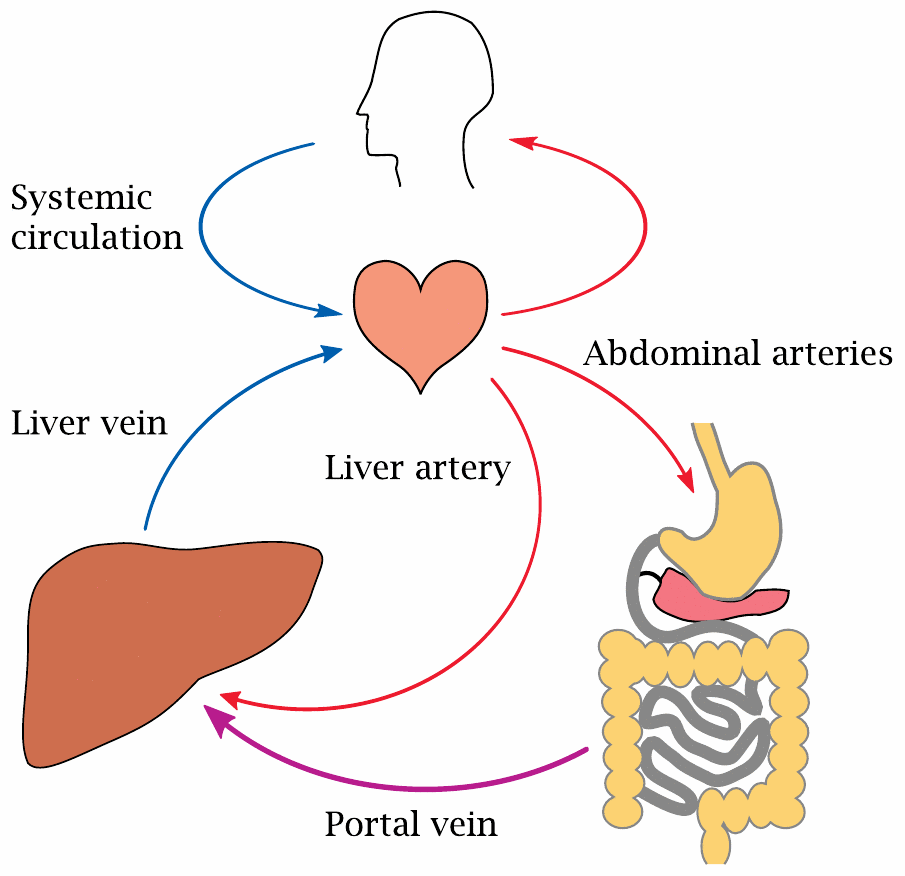 Systemic
circulation
Abdominal arteries
Liver vein
Liver artery
Portal vein